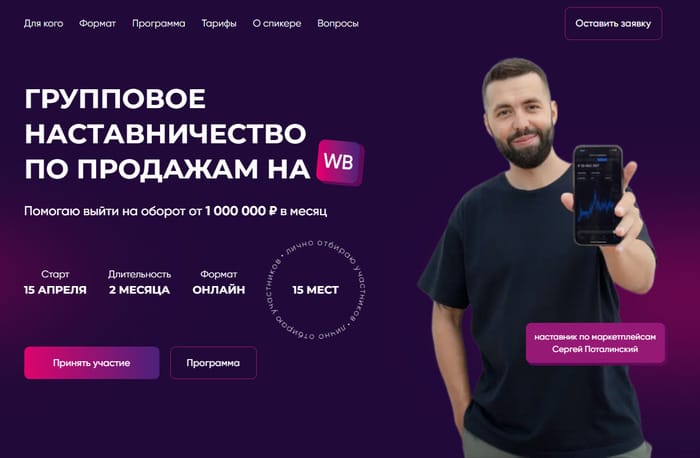 Для кого
Формат
Программа
Тарифы
О спикере
Вопросы
Оставить заявку
ГРУППОВОЕ
НАСТАВНИЧЕСТВО
ПО ПРОДАЖАМ НА WB
Помогаю выйти на оборот от 1 000 000 ₽ в месяц
Старт
15 АПРЕЛЯ
Длительность
2 МЕСЯЦА
Формат
ОНЛАЙН
15 МЕСТ
лично отбираю участников • лично отбираю участников •
Принять участие
Программа
наставник по маркетплейсам
Сергей Поталинский